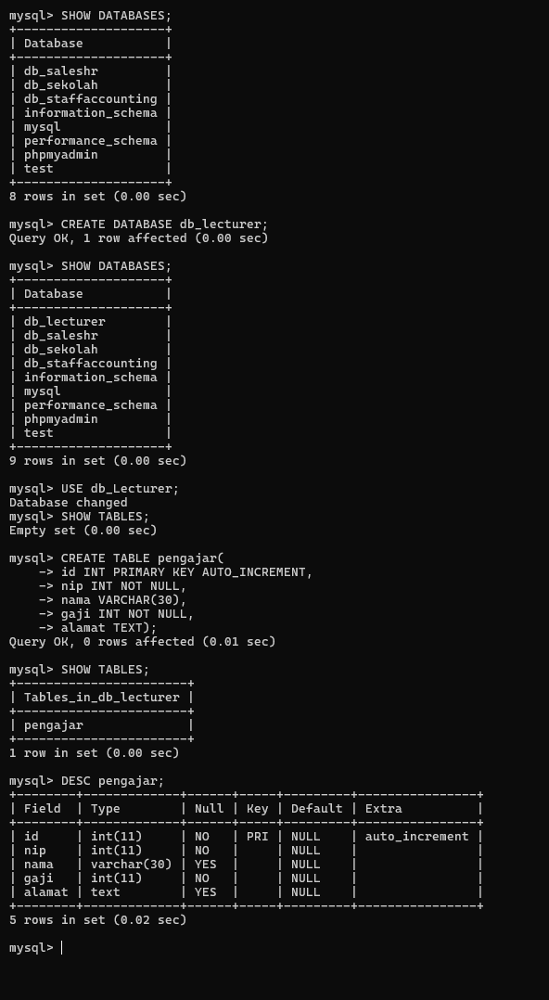 mysql> SHOW DATABASES;
+--------------------+
| Database           |
+--------------------+
| db_saleshr         |
| db_sekolah         |
| db_staffaccounting |
| information_schema |
| mysql              |
| performance_schema |
| phpmyadmin         |
| test               |
+--------------------+
8 rows in set (0.00 sec)

mysql> CREATE DATABASE db_lecturer;
Query OK, 1 row affected (0.00 sec)

mysql> SHOW DATABASES;
+--------------------+
| Database           |
+--------------------+
| db_lecturer        |
| db_saleshr         |
| db_sekolah         |
| db_staffaccounting |
| information_schema |
| mysql              |
| performance_schema |
| phpmyadmin         |
| test               |
+--------------------+
9 rows in set (0.00 sec)

mysql> USE db_Lecturer;
Database changed
mysql> SHOW TABLES;
Empty set (0.00 sec)

mysql> CREATE TABLE pengajar(
    -> id INT PRIMARY KEY AUTO_INCREMENT,
    -> nip INT NOT NULL,
    -> nama VARCHAR(30),
    -> gaji INT NOT NULL,
    -> alamat TEXT);
Query OK, 0 rows affected (0.01 sec)

mysql> SHOW TABLES;
+-----------------------+
| Tables_in_db_lecturer |
+-----------------------+
| pengajar              |
+-----------------------+
1 row in set (0.00 sec)

mysql> DESC pengajar;
+--------+-------------+------+-----+---------+----------------+
| Field  | Type        | Null | Key | Default | Extra          |
+--------+-------------+------+-----+---------+----------------+
| id     | int(11)     | NO   | PRI | NULL    | auto_increment |
| nip    | int(11)     | NO   |     | NULL    |                |
| nama   | varchar(30) | YES  |     | NULL    |                |
| gaji   | int(11)     | NO   |     | NULL    |                |
| alamat | text        | YES  |     | NULL    |                |
+--------+-------------+------+-----+---------+----------------+
5 rows in set (0.02 sec)

mysql>